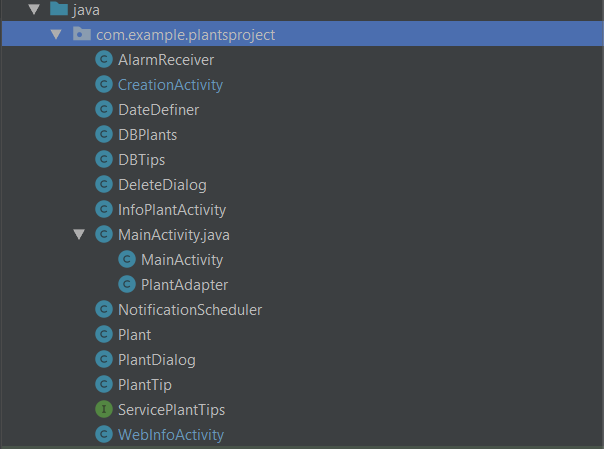 java
com.example.plantsproject
C AlarmReceiver
C CreationActivity
C DateDefiner
C DBPlants
C DBTips
C DeleteDialog
C InfoPlantActivity
C MainActivity.java
C MainActivity
C PlantAdapter
C NotificationScheduler
C Plant
C PlantDialog
C PlantTip
I ServicePlantTips
C WebInfoActivity